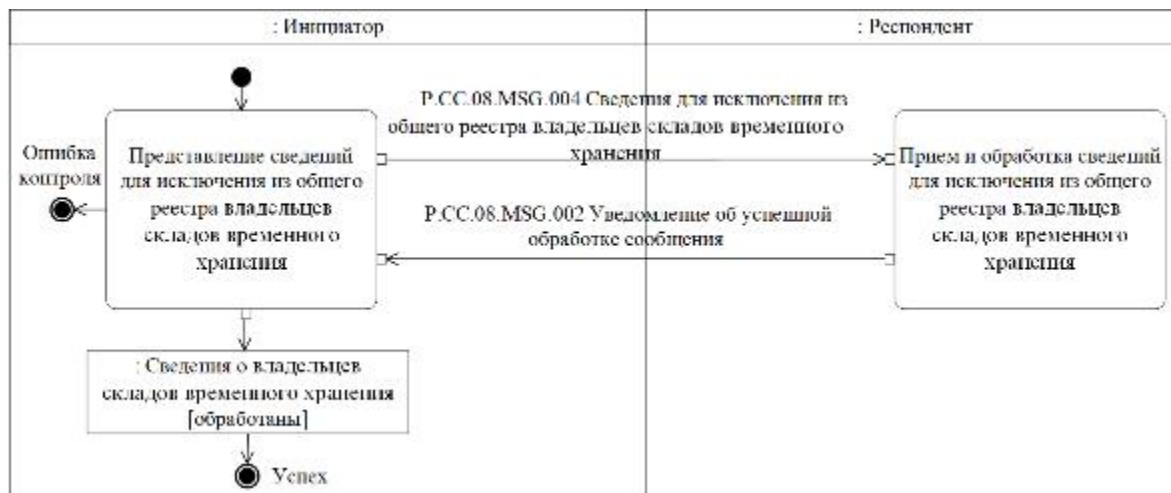 : Инициатор
: Респондент
P.CC.08.MSG.004 Сведения для исключения из
общего реестра владельцев складов временного
хранения
Ошибка
контроля
Представление сведений
для исключения из общего
реестра владельцев
складов временного
хранения
Прием и обработка сведений
для исключения из общего
реестра владельцев
складов временного
хранения
P.CC.08.MSG.002 Уведомление об успешной
обработке сообщения
: Сведения о владельцев
складов временного хранения
[обработаны]
Успех